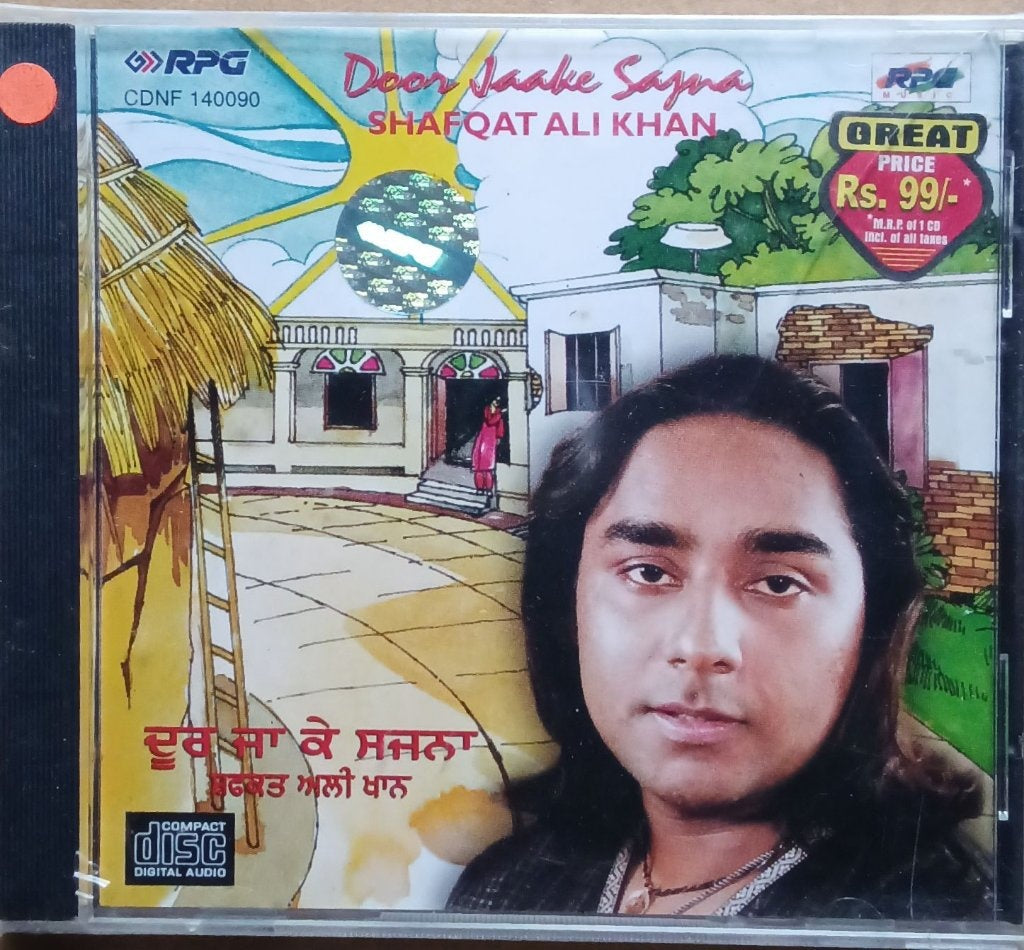 RPG
CDNF 140090
Door Jaake Sajna
SHAFQAT ALI KHAN
RPG
MUSIC
GREAT
PRICE
Rs. 99/-*
*M.R.P. of 1 CD
incl. of all taxes
ਦੂਰ ਜਾ ਕੇ ਸਜਨਾ
ਸ਼ਫਕਤ ਅਲੀ ਖਾਨ
COMPACT
disc
DIGITAL AUDIO